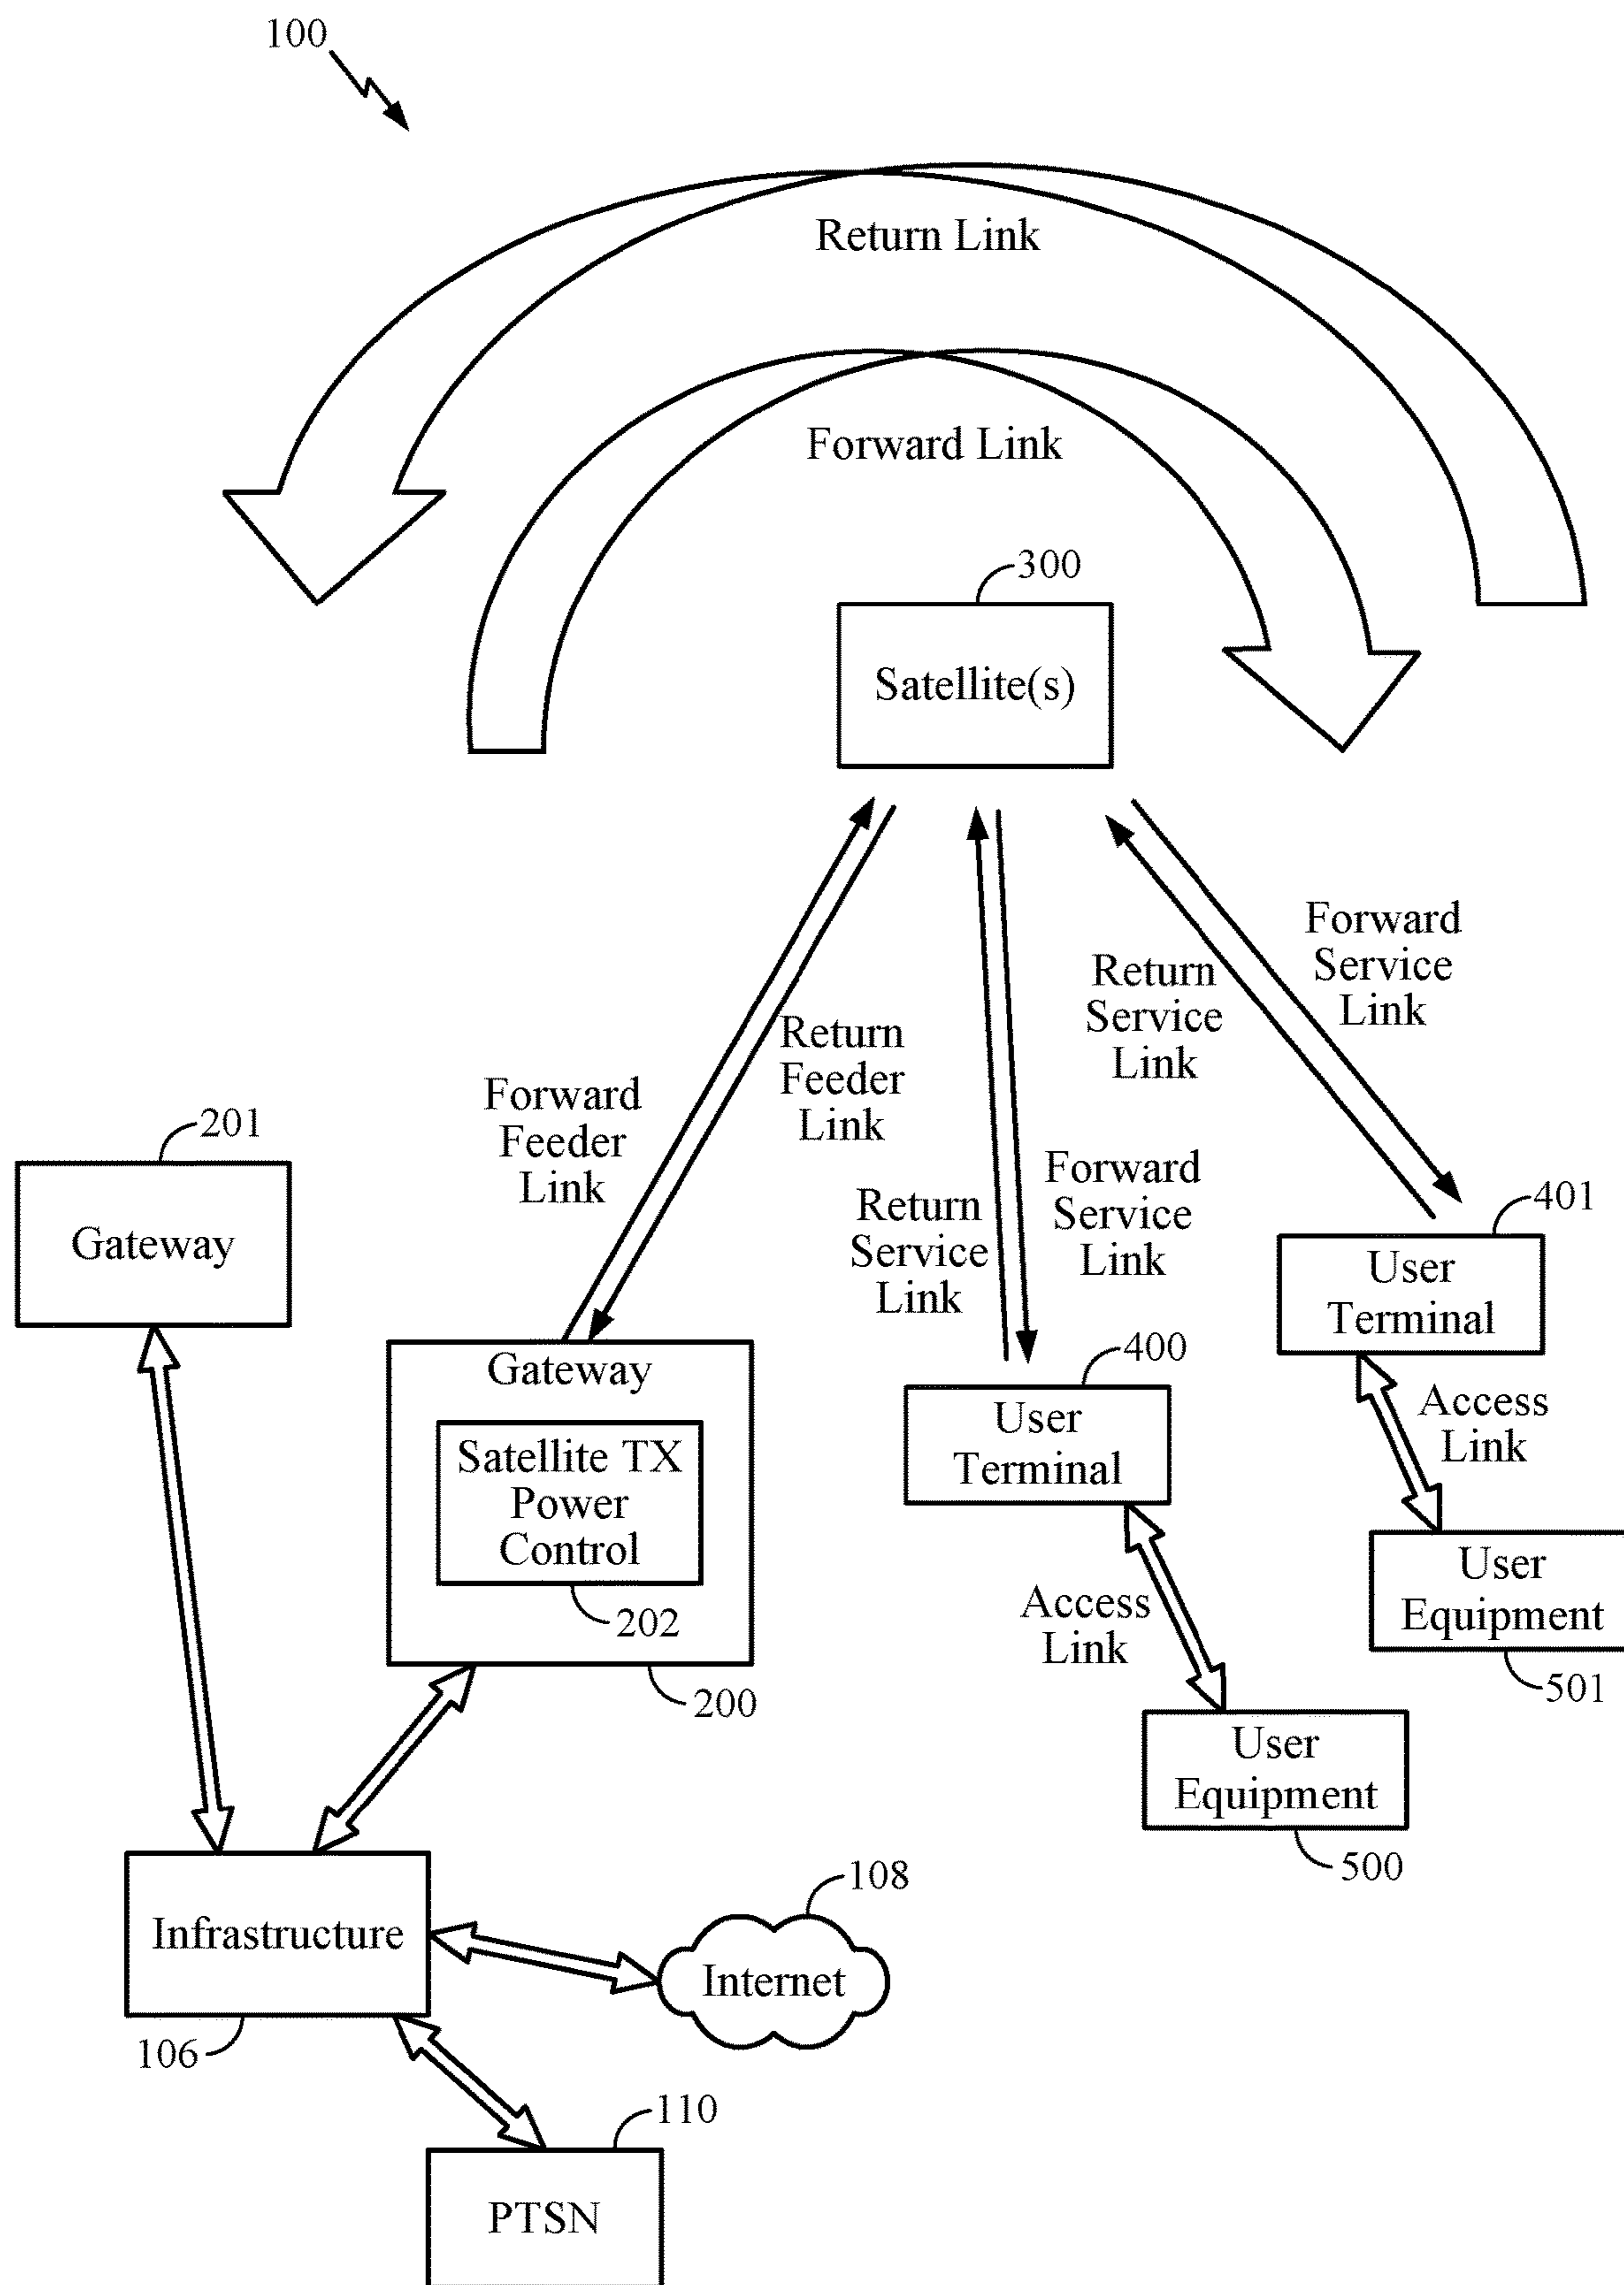 100
Return Link
Forward Link
300
Satellite(s)
Forward
Service
Link
Return
Service
Link
Return
Feeder
Link
Forward
Feeder
Link
201
Gateway
Forward
Service
Link
Return
Service
Link
401
User
Terminal
400
User
Terminal
Gateway
Satellite TX
Power
Control
202
200
Access
Link
User
Equipment
501
Access
Link
User
Equipment
500
Infrastructure
106
108
Internet
110
PTSN